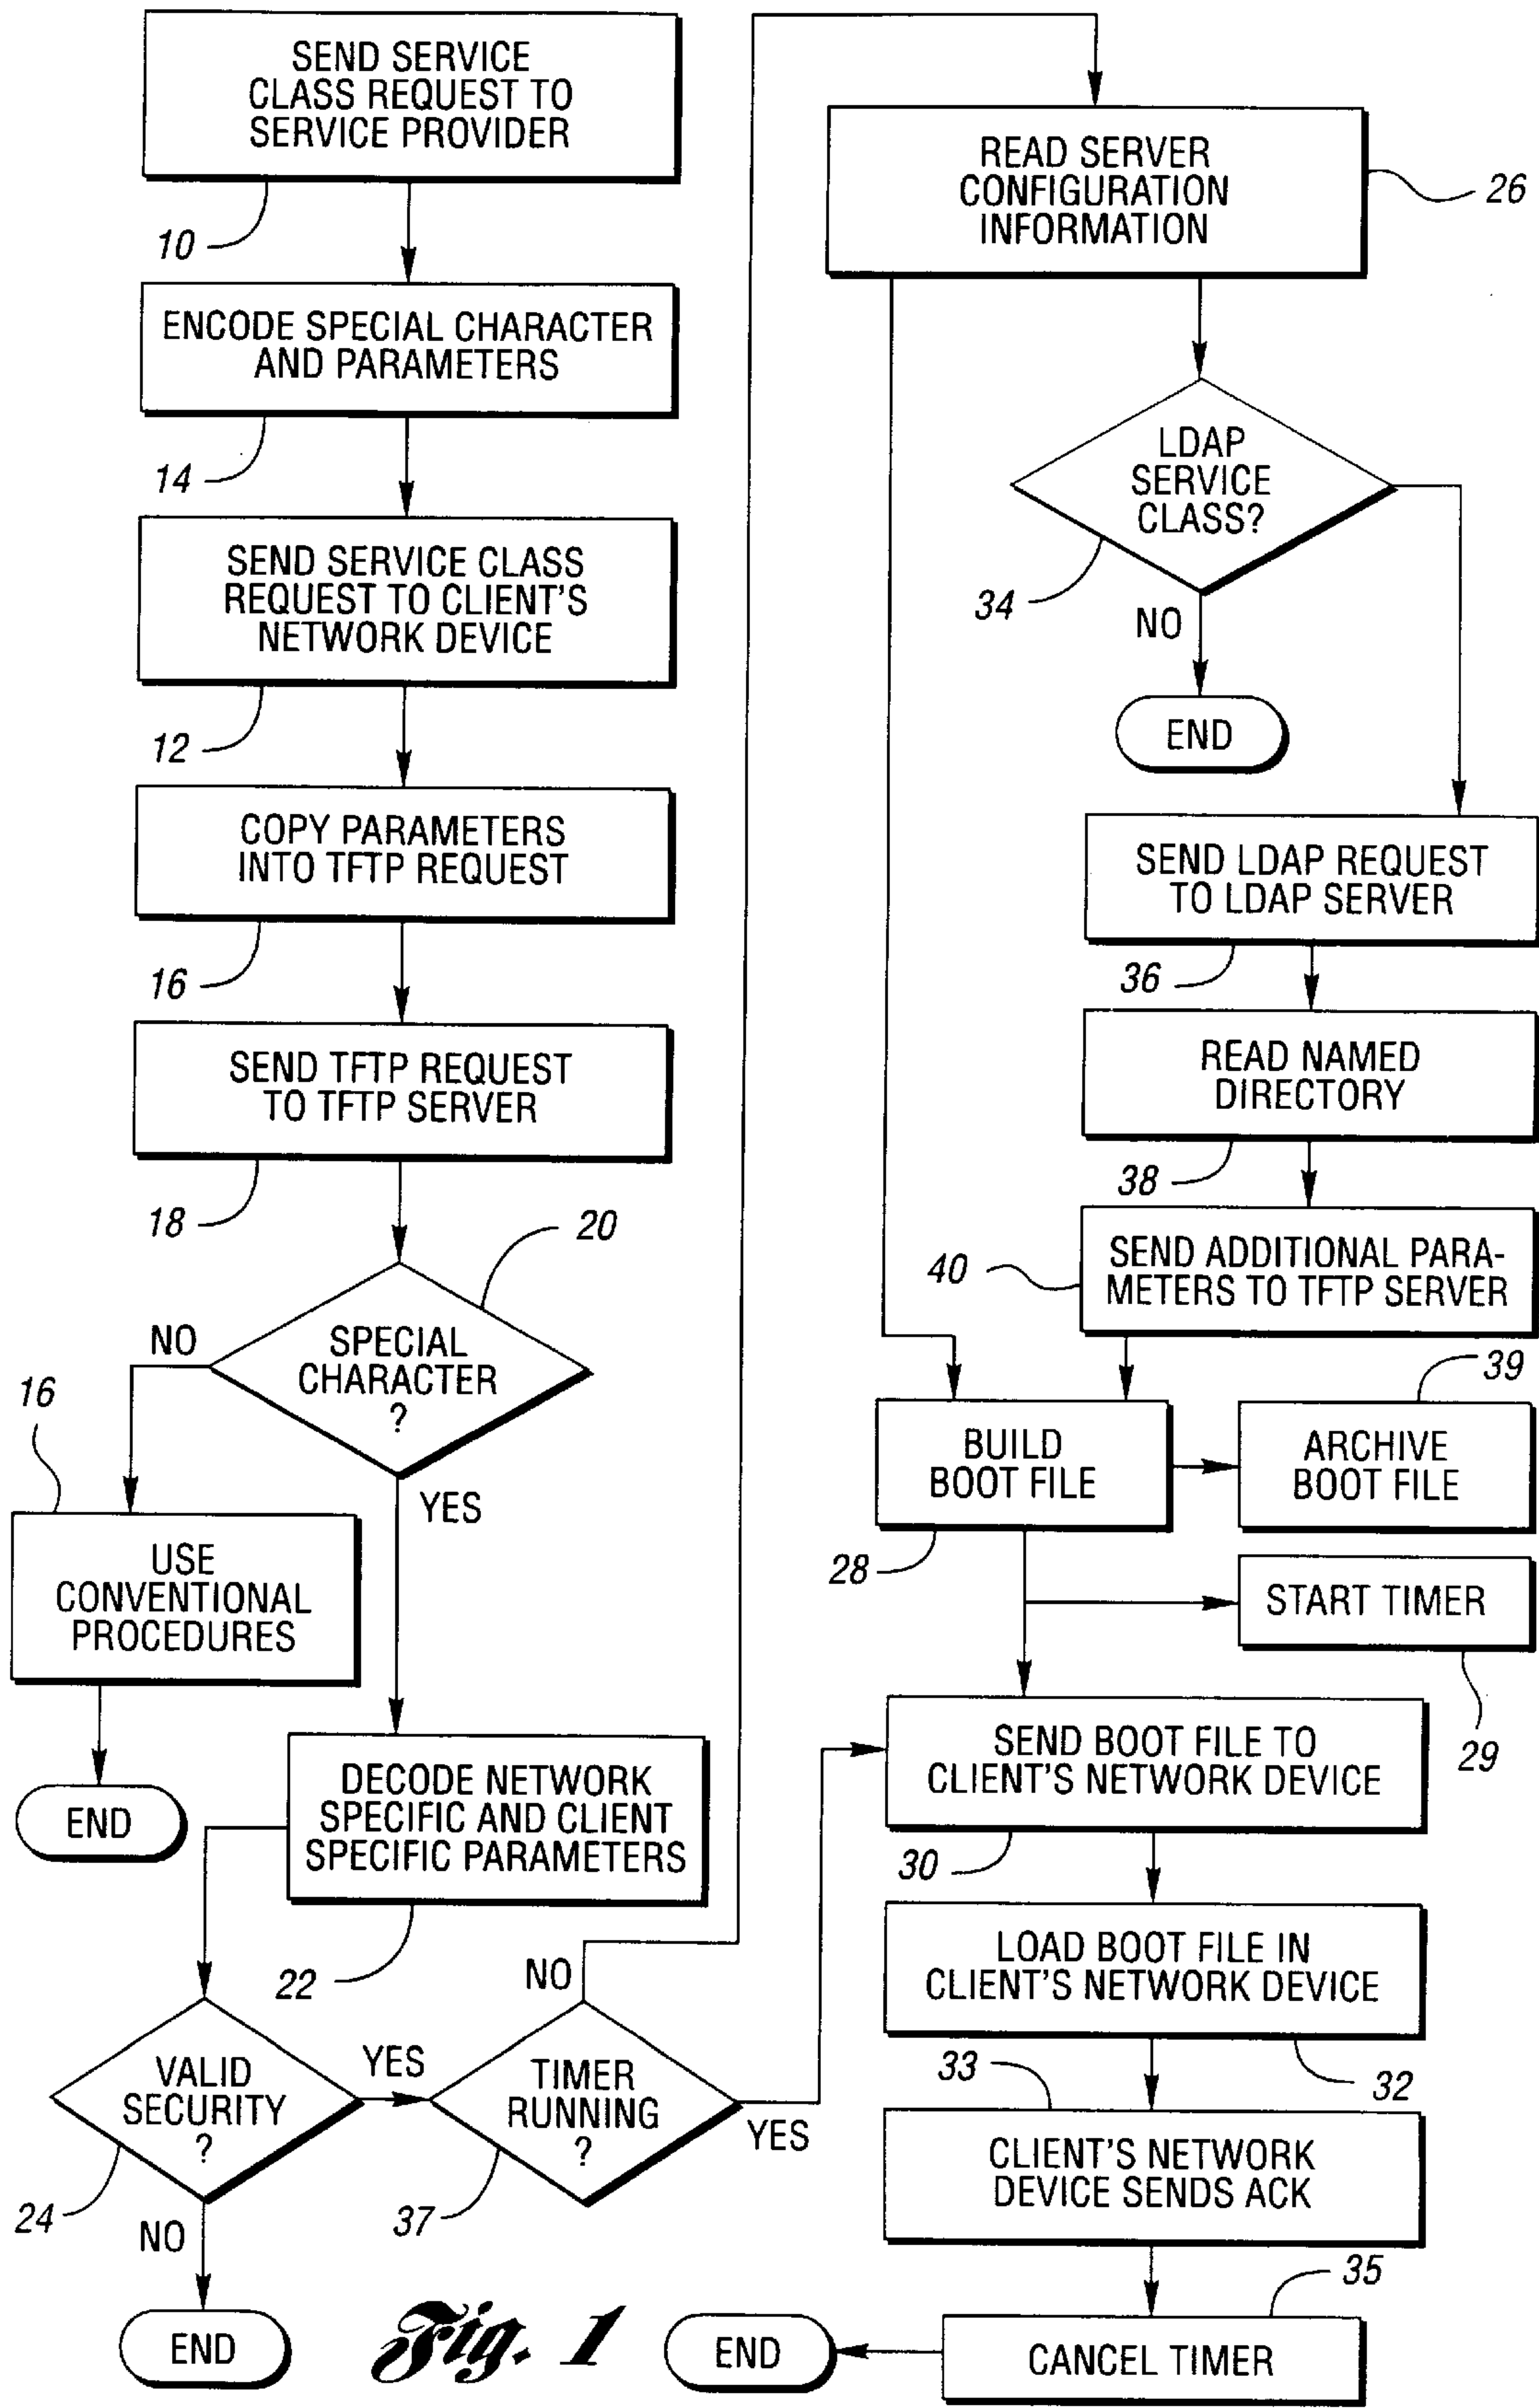 SEND SERVICE
CLASS REQUEST TO
SERVICE PROVIDER
10
ENCODE SPECIAL CHARACTER
AND PARAMETERS
14
SEND SERVICE CLASS
REQUEST TO CLIENT'S
NETWORK DEVICE
12
COPY PARAMETERS
INTO TFTP REQUEST
16
SEND TFTP REQUEST
TO TFTP SERVER
18
20
SPECIAL
CHARACTER
?
NO
YES
16
USE
CONVENTIONAL
PROCEDURES
END
DECODE NETWORK
SPECIFIC AND CLIENT
SPECIFIC PARAMETERS
22
VALID
SECURITY
?
24
YES
NO
END
TIMER
RUNNING
?
37
NO
YES
READ SERVER
CONFIGURATION
INFORMATION
26
LDAP
SERVICE
CLASS?
34
NO
END
SEND LDAP REQUEST
TO LDAP SERVER
36
READ NAMED
DIRECTORY
38
SEND ADDITIONAL PARA-
METERS TO TFTP SERVER
40
BUILD
BOOT FILE
28
39
ARCHIVE
BOOT FILE
START TIMER
29
SEND BOOT FILE TO
CLIENT'S NETWORK DEVICE
30
LOAD BOOT FILE IN
CLIENT'S NETWORK DEVICE
32
33
CLIENT'S NETWORK
DEVICE SENDS ACK
35
CANCEL TIMER
END
Fig. 1